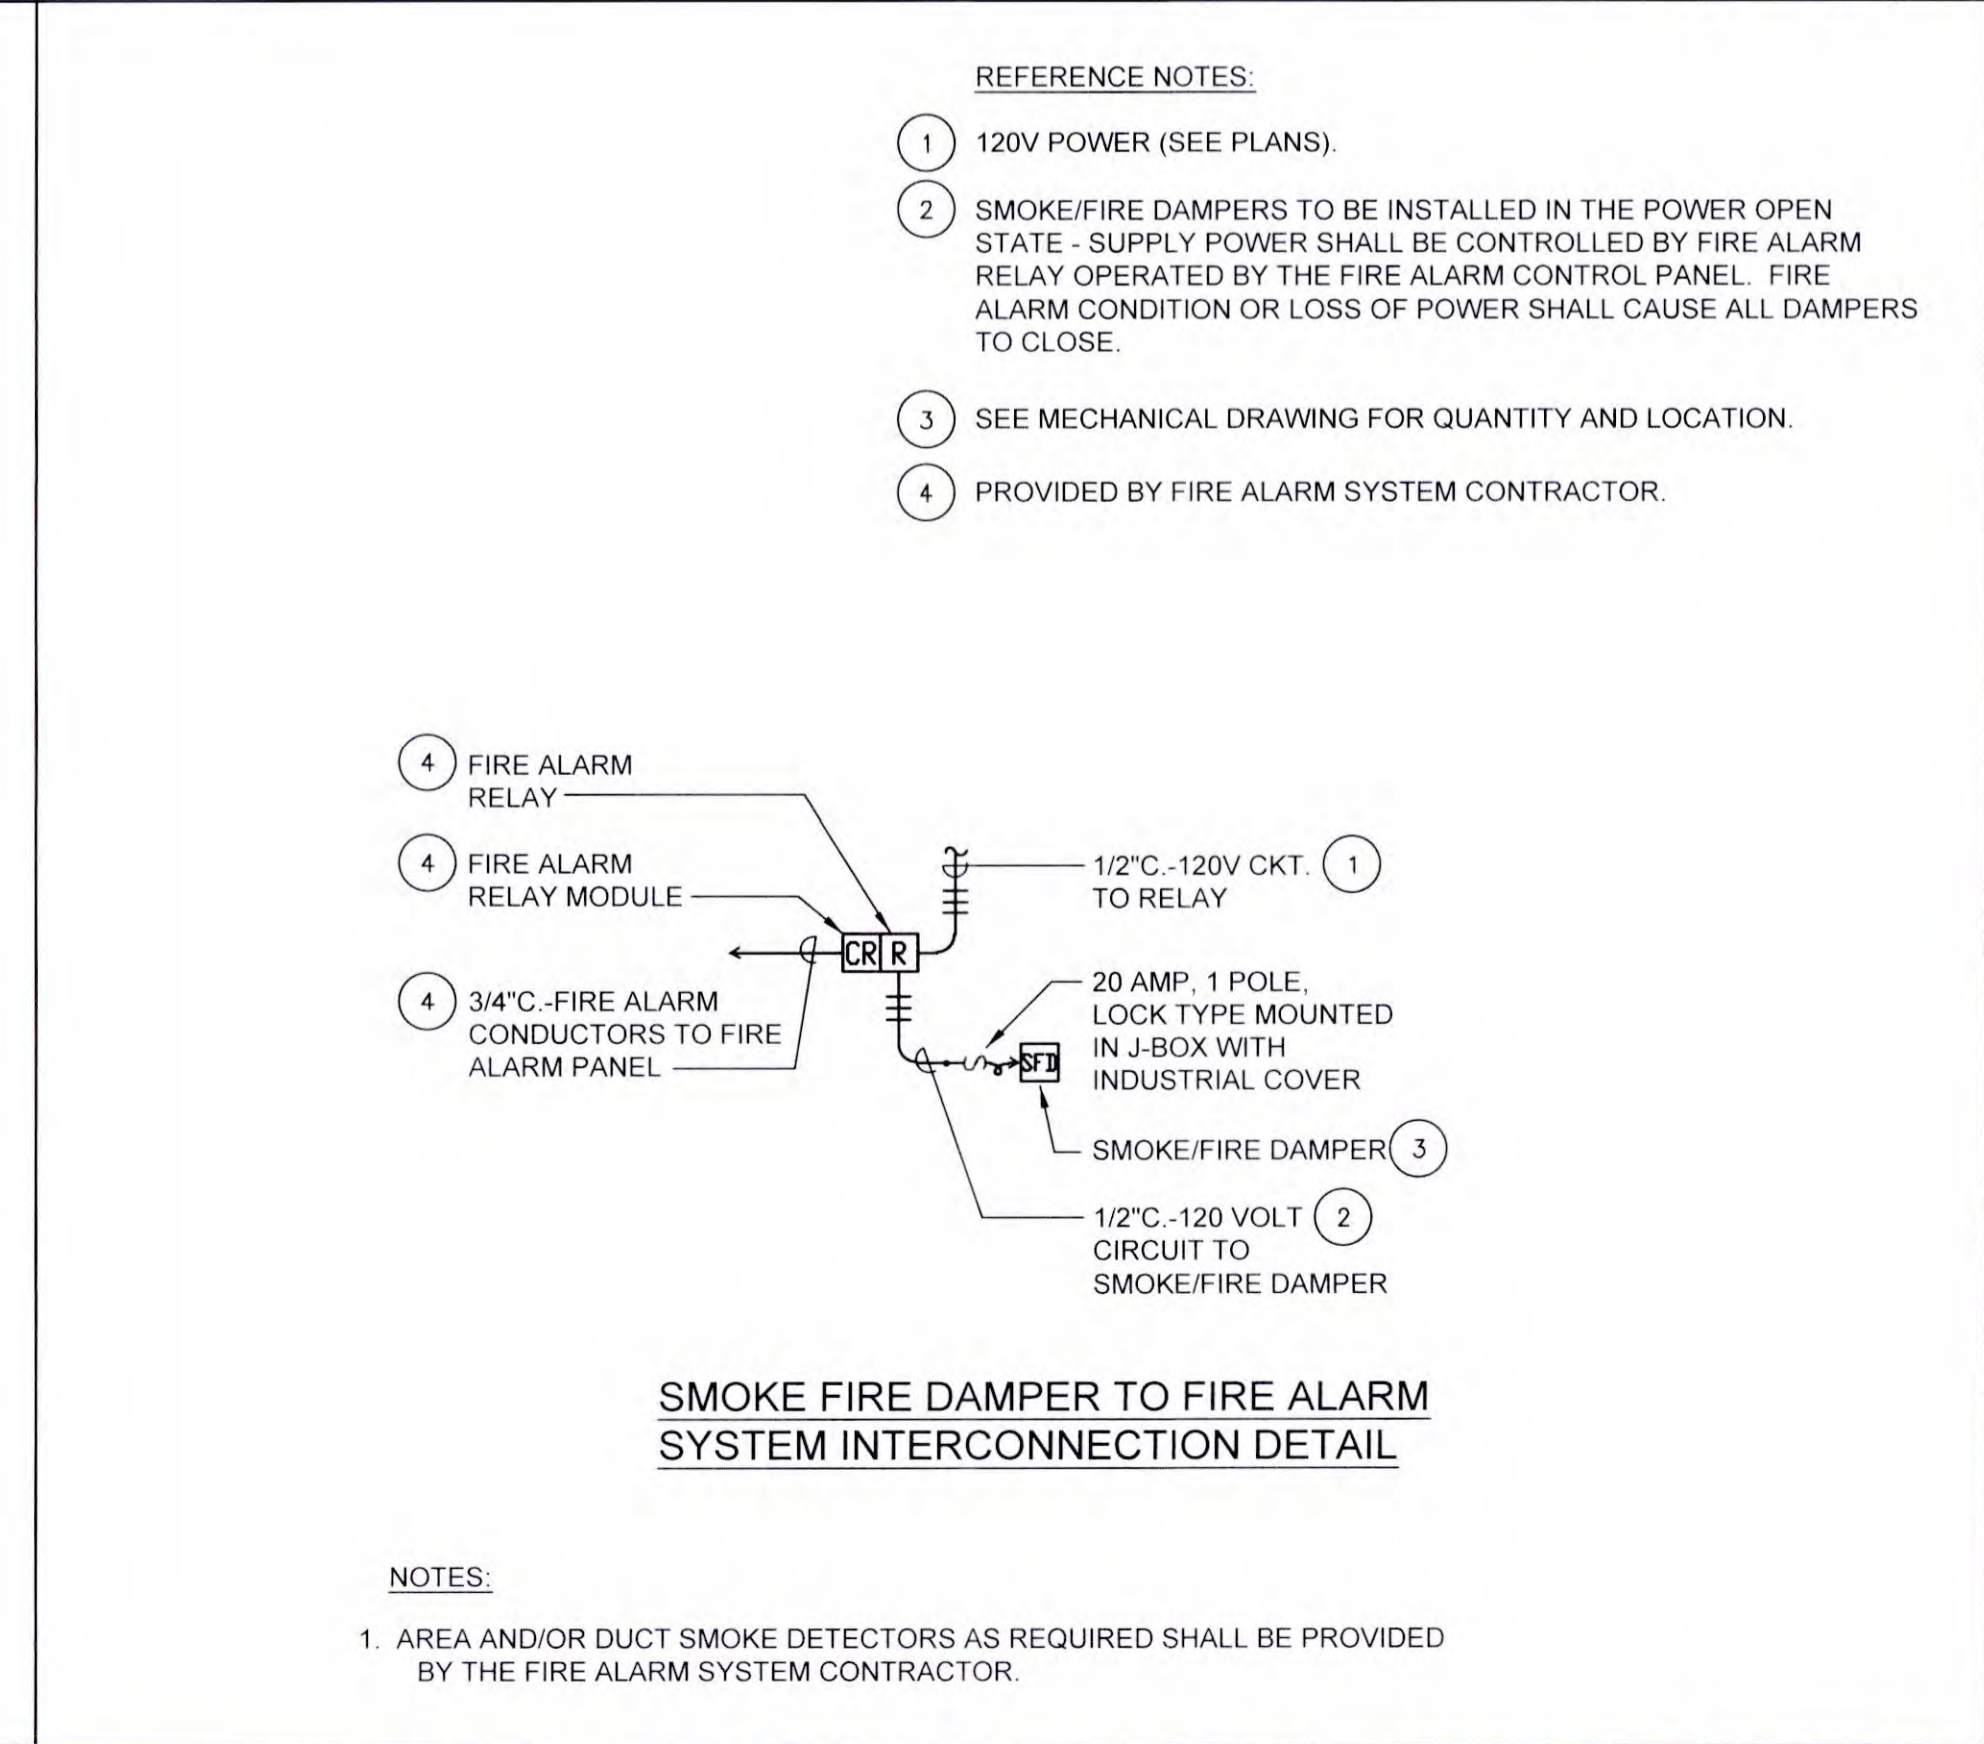 REFERENCE NOTES:
1 120V POWER (SEE PLANS).
2 SMOKE/FIRE DAMPERS TO BE INSTALLED IN THE POWER OPEN
STATE - SUPPLY POWER SHALL BE CONTROLLED BY FIRE ALARM
RELAY OPERATED BY THE FIRE ALARM CONTROL PANEL. FIRE
ALARM CONDITION OR LOSS OF POWER SHALL CAUSE ALL DAMPERS
TO CLOSE.
3 SEE MECHANICAL DRAWING FOR QUANTITY AND LOCATION.
4 PROVIDED BY FIRE ALARM SYSTEM CONTRACTOR.
4 FIRE ALARM
RELAY
4 FIRE ALARM
RELAY MODULE
4 3/4"C.-FIRE ALARM
CONDUCTORS TO FIRE
ALARM PANEL
CR R
1/2"C.-120V CKT. 1
TO RELAY
20 AMP, 1 POLE,
LOCK TYPE MOUNTED
IN J-BOX WITH
INDUSTRIAL COVER
SFD
SMOKE/FIRE DAMPER 3
1/2"C.-120 VOLT 2
CIRCUIT TO
SMOKE/FIRE DAMPER
SMOKE FIRE DAMPER TO FIRE ALARM
SYSTEM INTERCONNECTION DETAIL
NOTES:
1. AREA AND/OR DUCT SMOKE DETECTORS AS REQUIRED SHALL BE PROVIDED
BY THE FIRE ALARM SYSTEM CONTRACTOR.